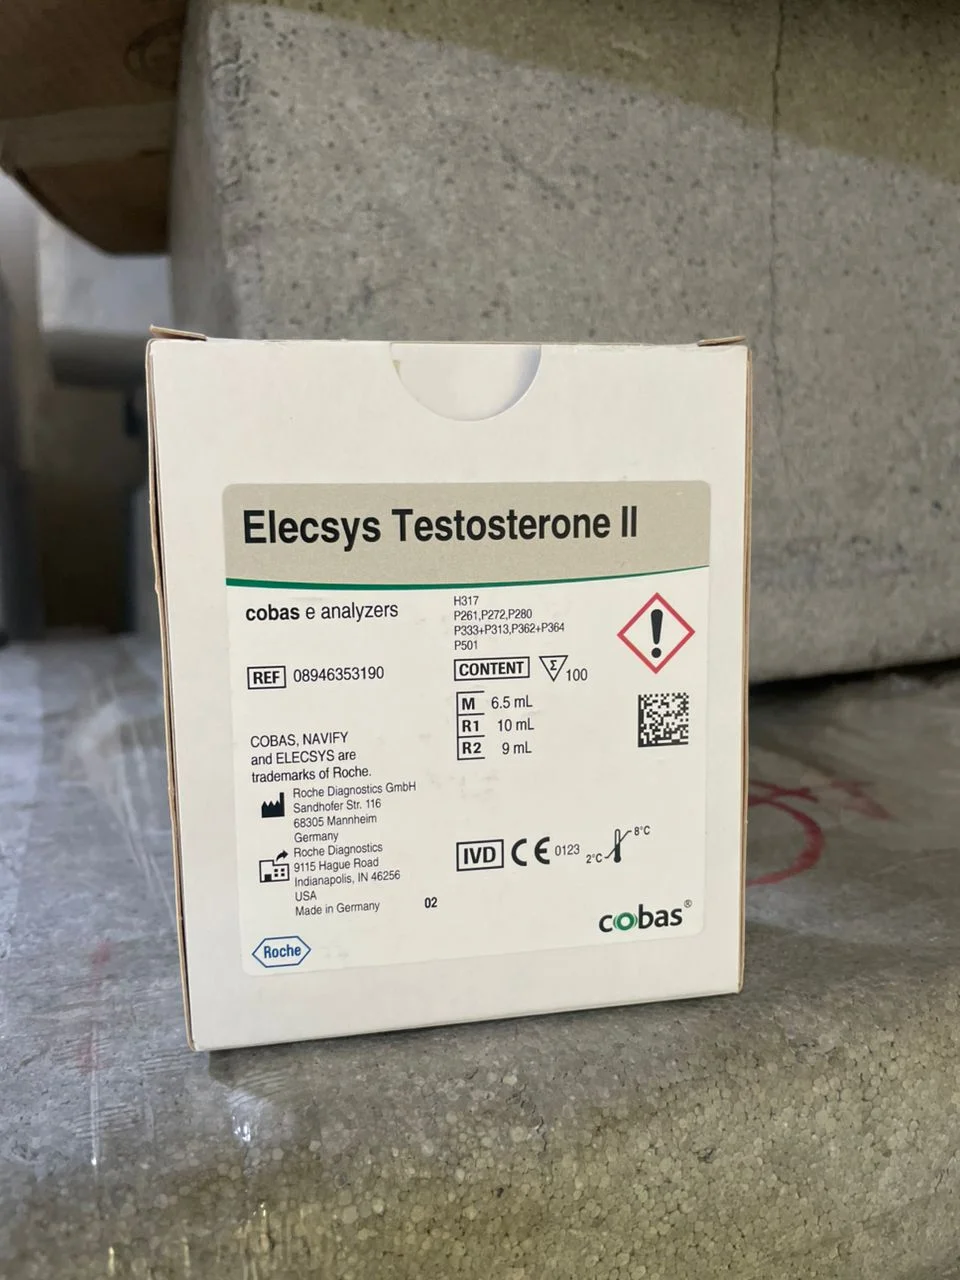 Elecsys Testosterone II
cobas e analyzers
H317
P261,P272,P280
P333+P313,P362+P364
P501
REF 08946353190
CONTENT Σ 100
M 6.5 mL
R1 10 mL
R2 9 mL
COBAS, NAVIFY
and ELECSYS are
trademarks of Roche.
Roche Diagnostics GmbH
Sandhofer Str. 116
68305 Mannheim
Germany
Roche Diagnostics
9115 Hague Road
Indianapolis, IN 46256
USA
Made in Germany
02
IVD CE 0123 2°C 8°C
cobas®
Roche